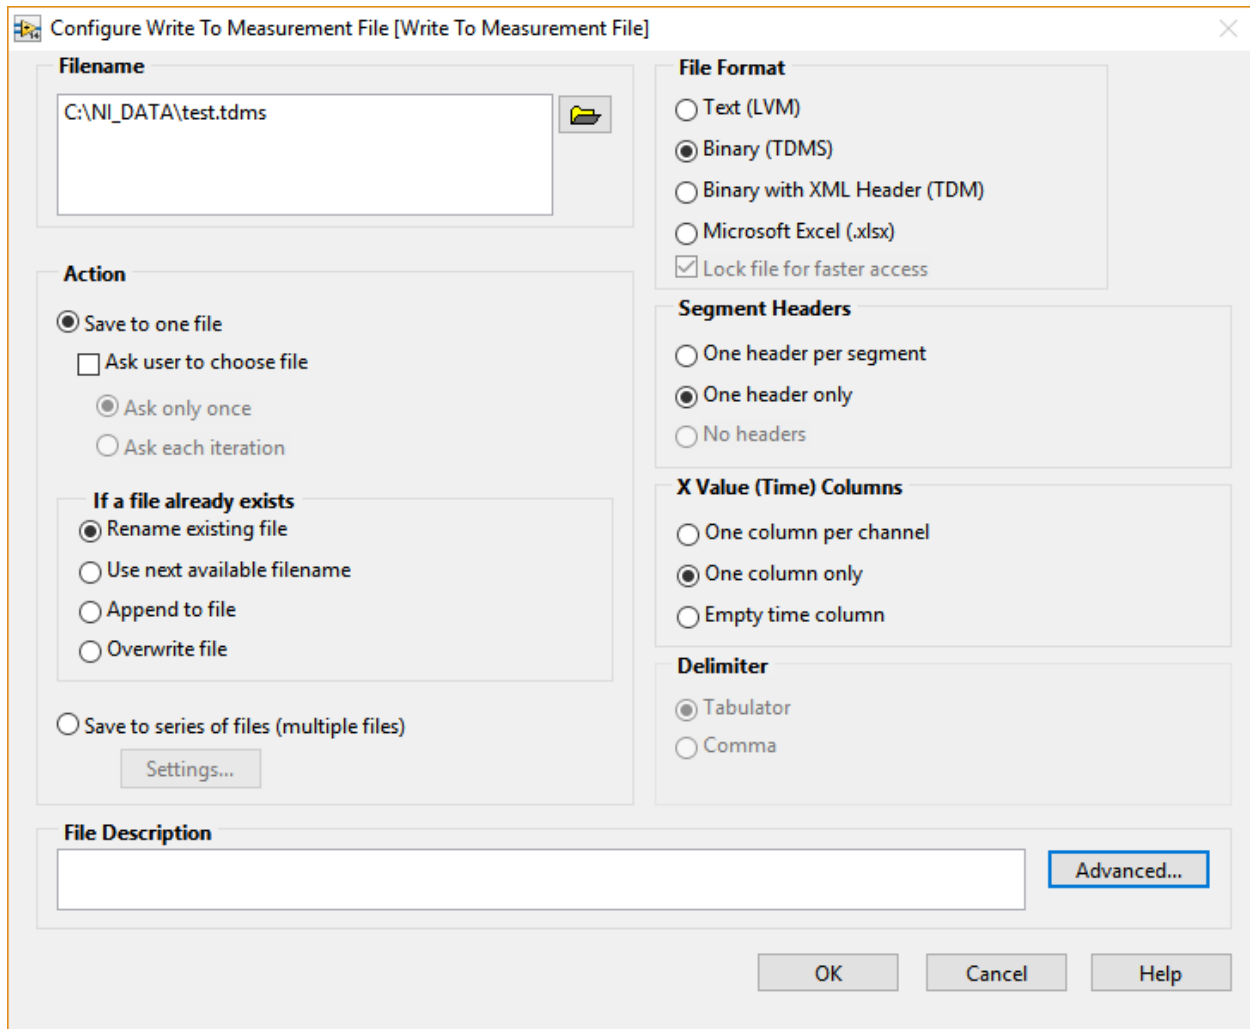 Configure Write To Measurement File [Write To Measurement File]
Filename
C:\NI_DATA\test.tdms
Action
Save to one file
Ask user to choose file
Ask only once
Ask each iteration
If a file already exists
Rename existing file
Use next available filename
Append to file
Overwrite file
Save to series of files (multiple files)
Settings...
File Format
Text (LVM)
Binary (TDMS)
Binary with XML Header (TDM)
Microsoft Excel (.xlsx)
Lock file for faster access
Segment Headers
One header per segment
One header only
No headers
X Value (Time) Columns
One column per channel
One column only
Empty time column
Delimiter
Tabulator
Comma
File Description
Advanced...
OK
Cancel
Help